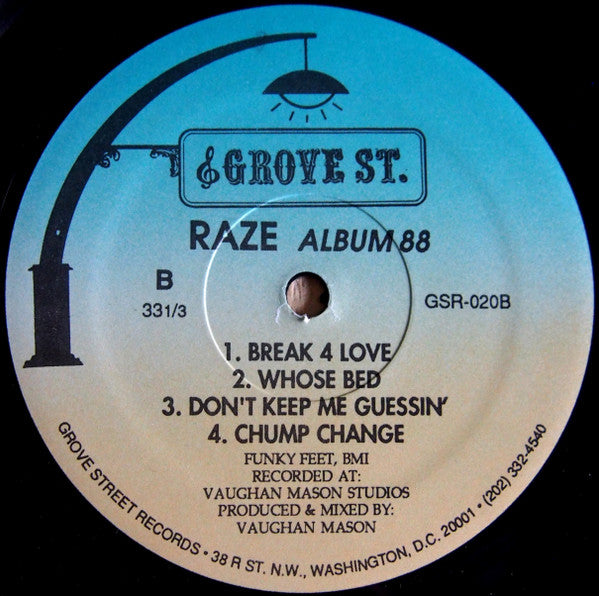 GROVE ST.
RAZE ALBUM 88
B
33 1/3
GSR-020B
1. BREAK 4 LOVE
2. WHOSE BED
3. DON'T KEEP ME GUESSIN'
4. CHUMP CHANGE
FUNKY FEET, BMI
RECORDED AT:
VAUGHAN MASON STUDIOS
PRODUCED & MIXED BY:
VAUGHAN MASON
GROVE STREET RECORDS • 38 R ST. N.W., WASHINGTON, D.C. 20001 • (202) 332-4540